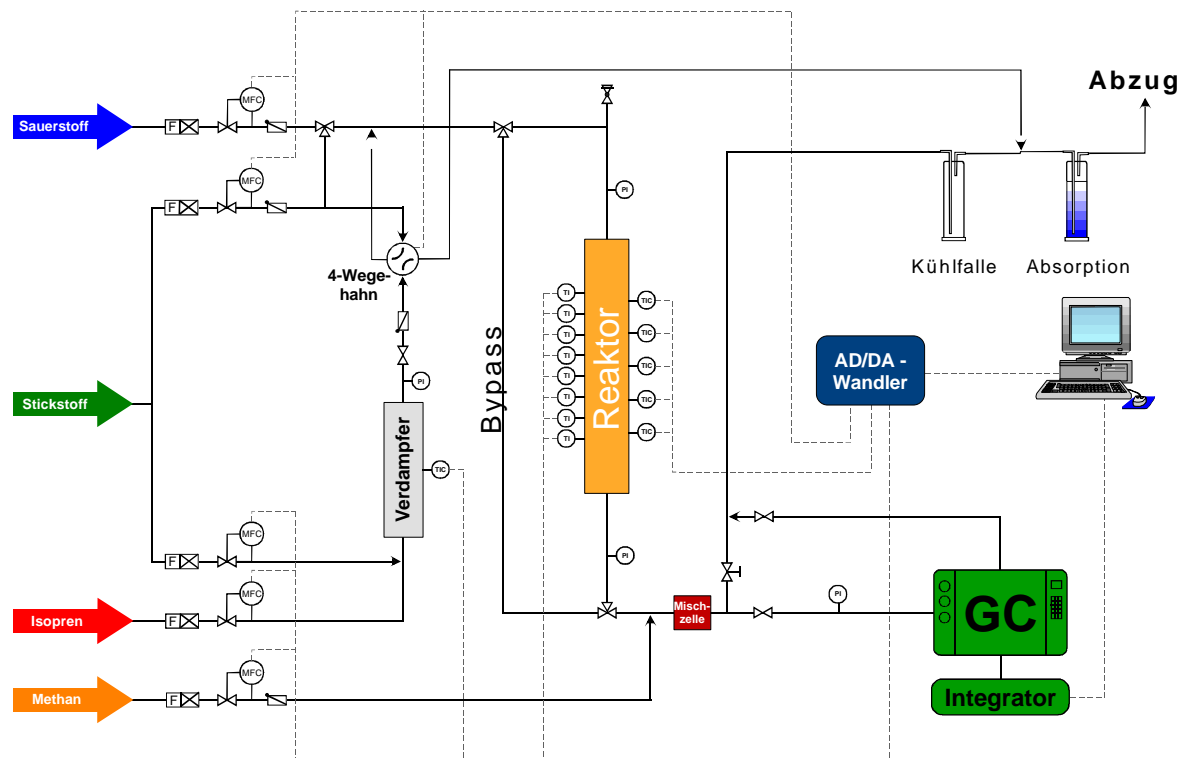 Abzug
MFC
Sauerstoff
F
MFC
F
PI
4-Wege-
hahn
Kühlfalle
Absorption
TI
TI
TI
TI
TI
TI
TI
TI
TIC
TIC
TIC
TIC
TIC
Reaktor
Bypass
AD/DA -
Wandler
PI
Stickstoff
Verdampfer
TIC
MFC
F
PI
MFC
Isopren
F
Misch-
zelle
PI
GC
MFC
Methan
F
Integrator